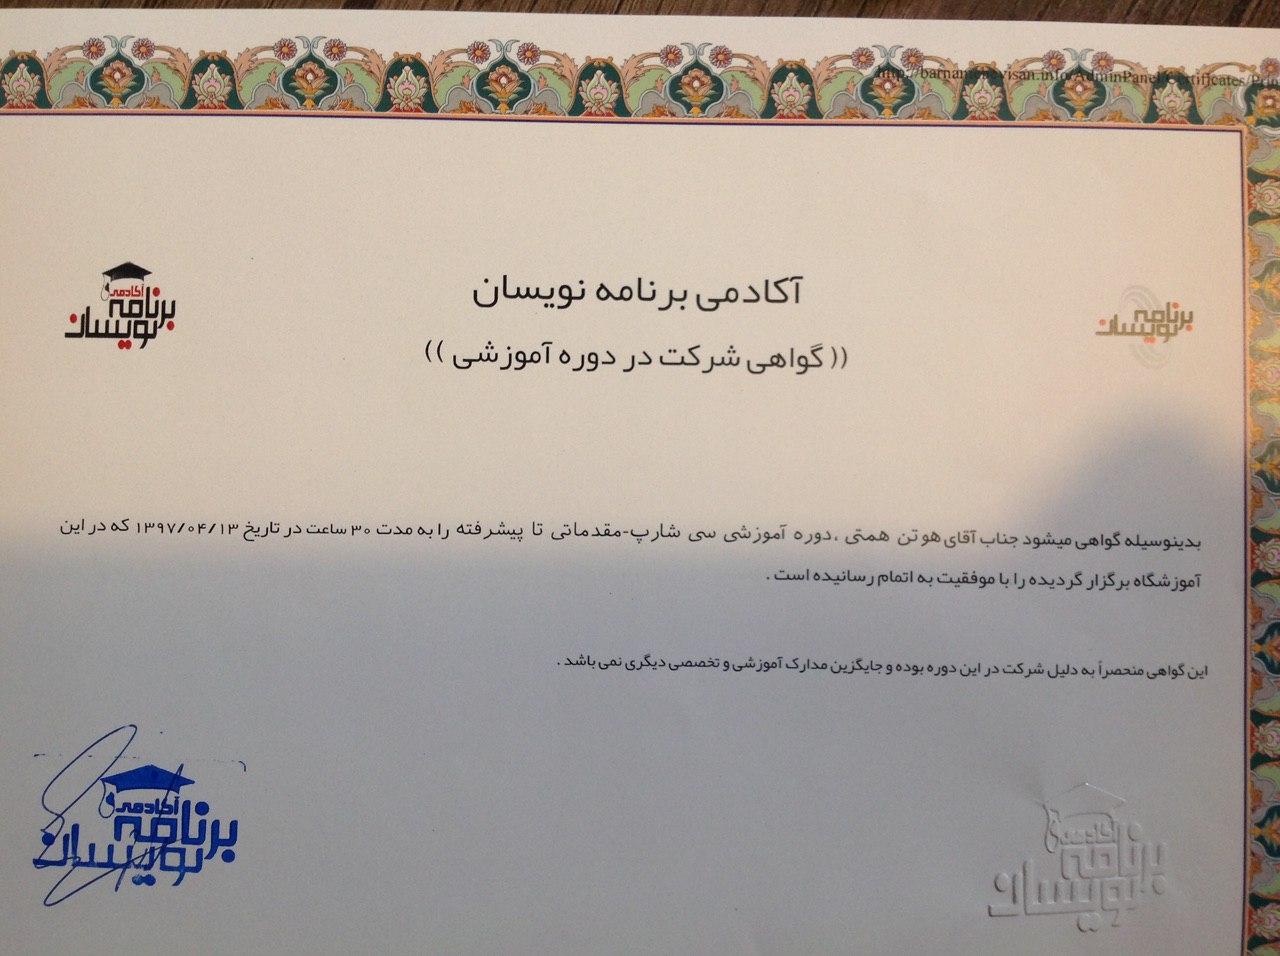 http://barnamenevisan.info/AdminPanel/Certificates/Pri
آکادمی
برنامه
نویسان
آکادمی برنامه نویسان
برنامه
نویسان
(( گواهی شرکت در دوره آموزشی ))
بدینوسیله گواهی میشود جناب آقای هوتن همتی ،دوره آموزشی سی شارپ-مقدماتی تا پیشرفته را به مدت ۳۰ ساعت در تاریخ ۱۳۹۷/۰۴/۱۳ که در این
آموزشگاه برگزار گردیده را با موفقیت به اتمام رسانیده است .
این گواهی منحصراً به دلیل شرکت در این دوره بوده و جایگزین مدارک آموزشی و تخصصی دیگری نمی باشد .
آکادمی
برنامه
نویسان
آکادمی
برنامه
نویسان